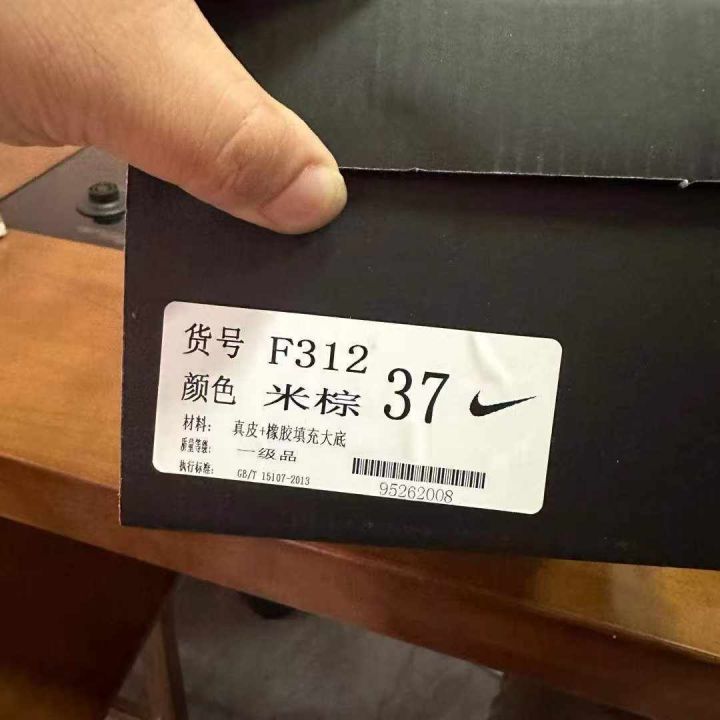 货号 F312
颜色 米棕 37
材料: 真皮+橡胶填充大底
质量等级: 一级品
执行标准: GB/T 15107-2013
95262008